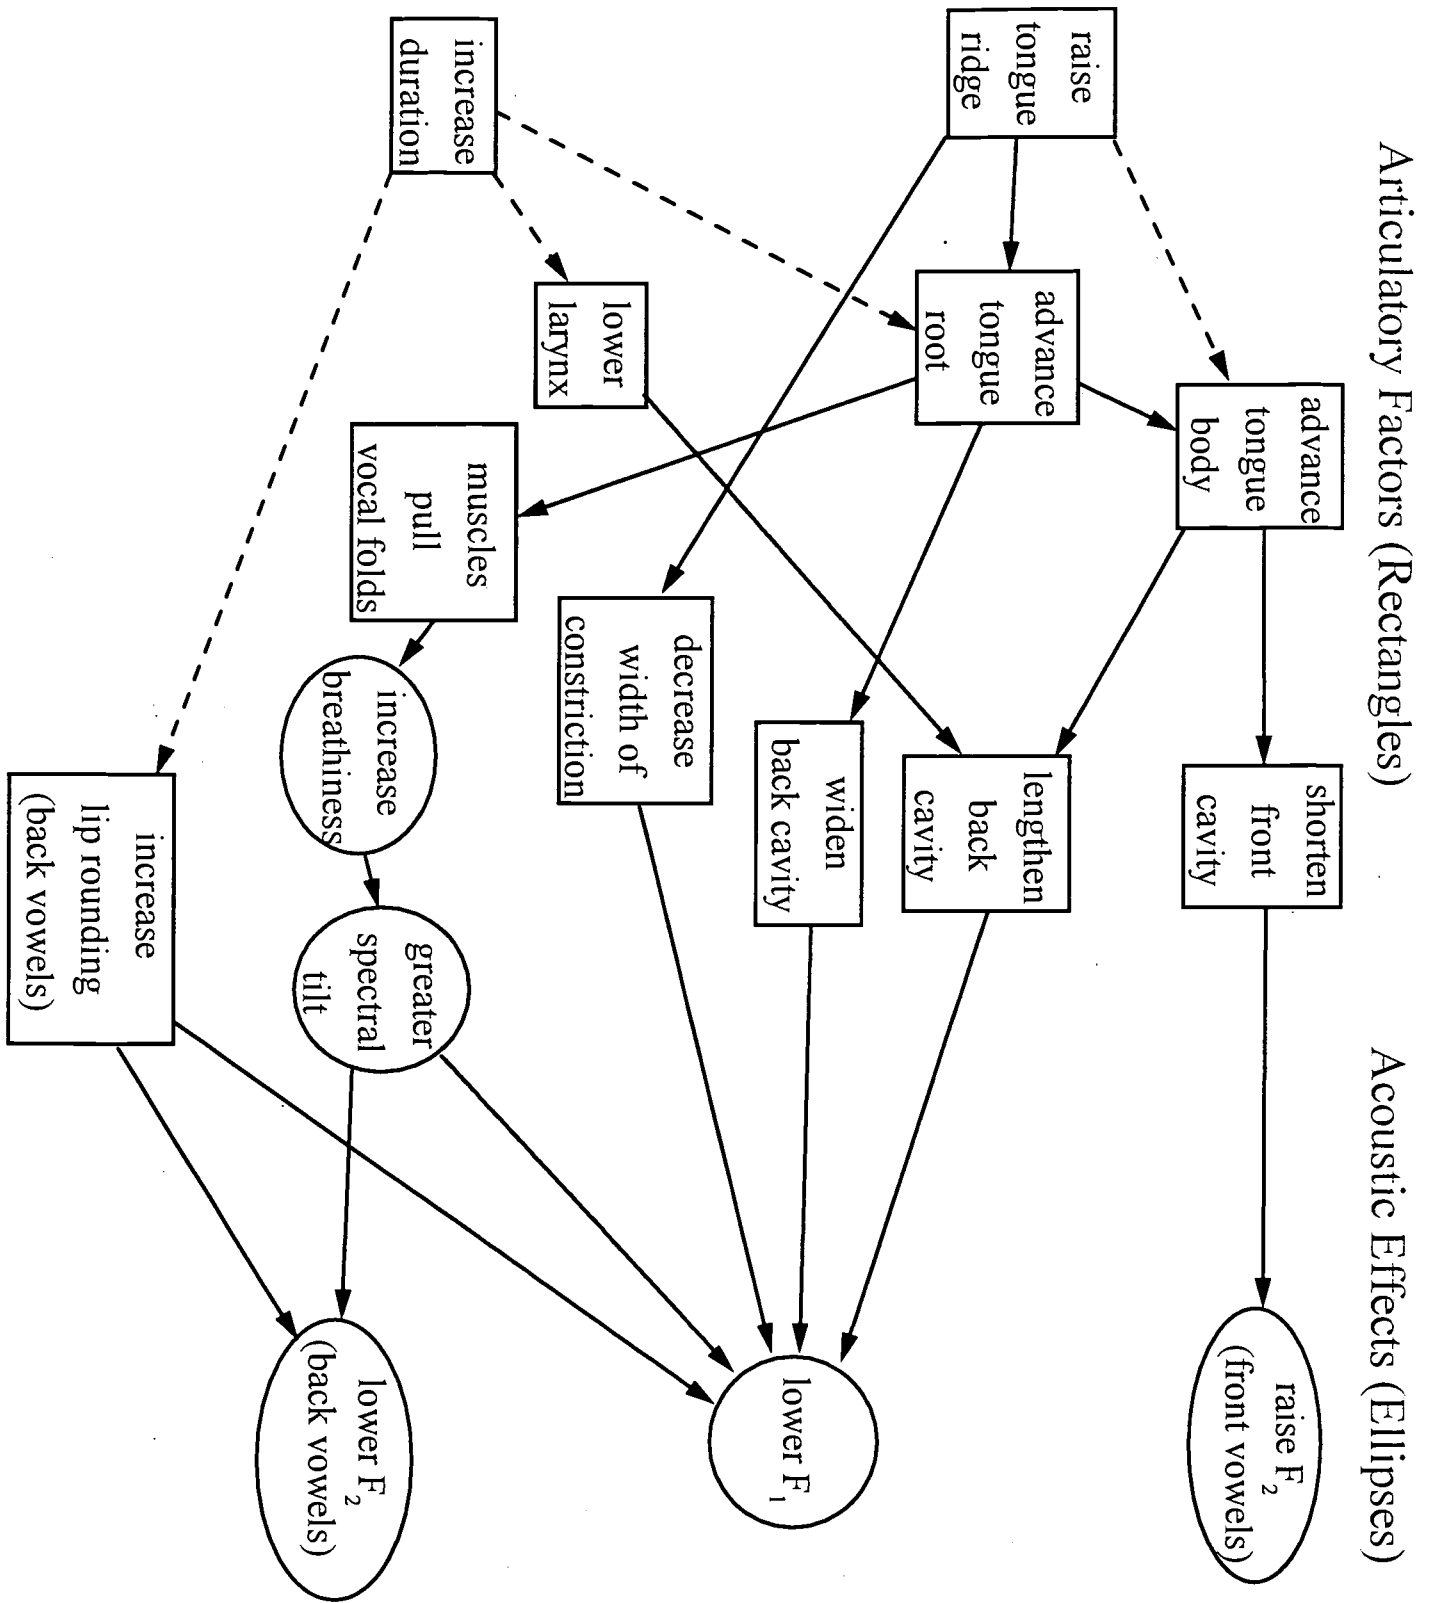 Articulatory Factors (Rectangles)
Acoustic Effects (Ellipses)
raise
tongue
ridge
increase
duration
advance
tongue
root
lower
larynx
advance
tongue
body
muscles
pull
vocal folds
decrease
width of
constriction
widen
back cavity
lengthen
back
cavity
shorten
front
cavity
increase
breathiness
greater
spectral
tilt
increase
lip rounding
(back vowels)
raise F2
(front vowels)
lower F1
lower F2
(back vowels)